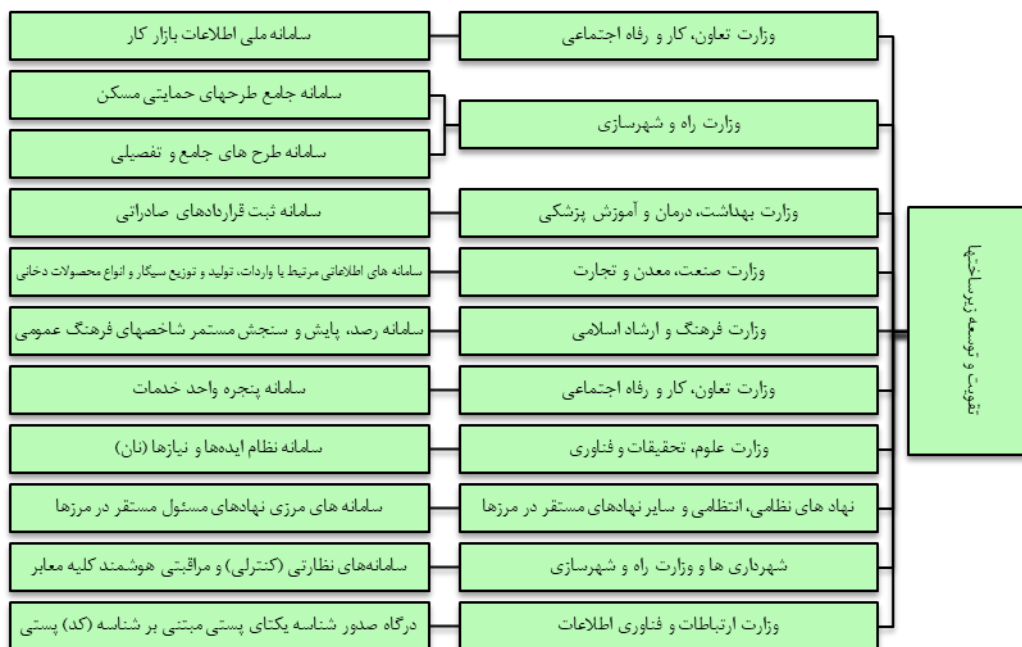 تقویت و توسعه زیرساختها
وزارت تعاون، کار و رفاه اجتماعی
سامانه ملی اطلاعات بازار کار
وزارت راه و شهرسازی
سامانه جامع طرحهای حمایتی مسکن
سامانه طرح های جامع و تفصیلی
وزارت بهداشت، درمان و آموزش پزشکی
سامانه ثبت قراردادهای صادراتی
وزارت صنعت، معدن و تجارت
سامانه های اطلاعاتی مرتبط با واردات، تولید و توزیع سیگار و انواع محصولات دخانی
وزارت فرهنگ و ارشاد اسلامی
سامانه رصد، پایش و سنجش مستمر شاخصهای فرهنگ عمومی
وزارت تعاون، کار و رفاه اجتماعی
سامانه پنجره واحد خدمات
وزارت علوم، تحقیقات و فناوری
سامانه نظام ایده‌ها و نیازها (نان)
نهاد های نظامی، انتظامی و سایر نهادهای مستقر در مرزها
سامانه های مرزی نهادهای مسئول مستقر در مرزها
شهرداری ها و وزارت راه و شهرسازی
سامانه‌های نظارتی (کنترلی) و مراقبتی هوشمند کلیه معابر
وزارت ارتباطات و فناوری اطلاعات
درگاه صدور شناسه یکتای پستی مبتنی بر شناسه (کد) پستی